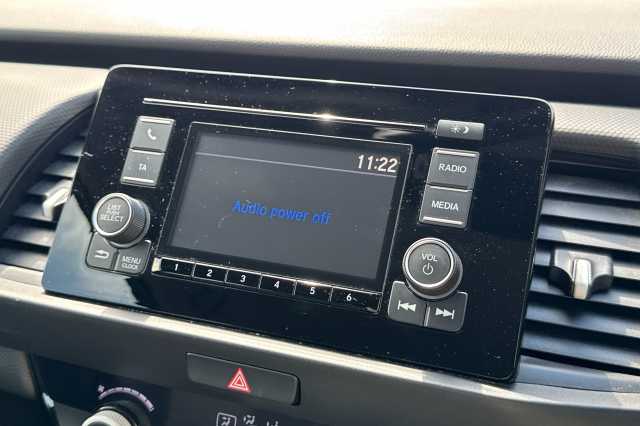 11:22
Audio power off
TA
LIST
SELECT
PUSH
MENU
CLOCK
RADIO
MEDIA
VOL
1 2 3 4 5 6